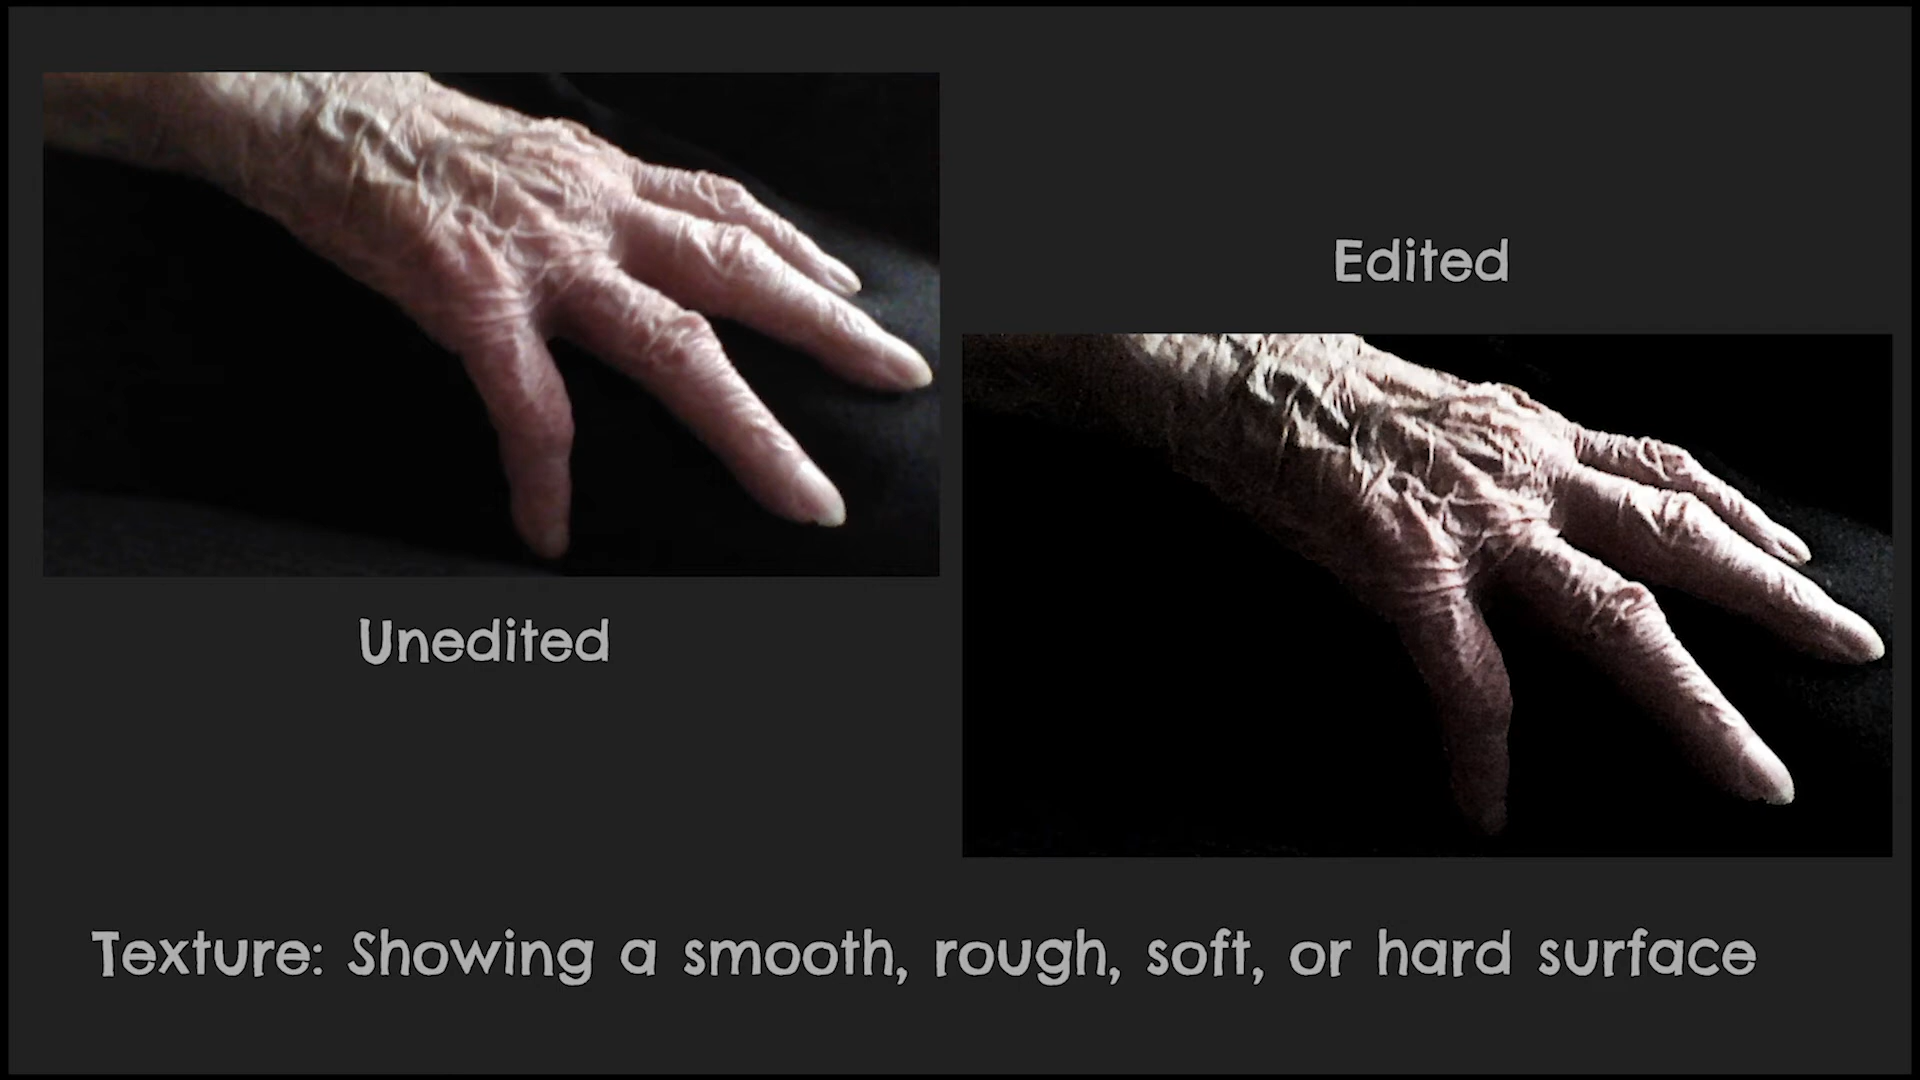 Edited
Unedited
Texture: Showing a smooth, rough, soft, or hard surface